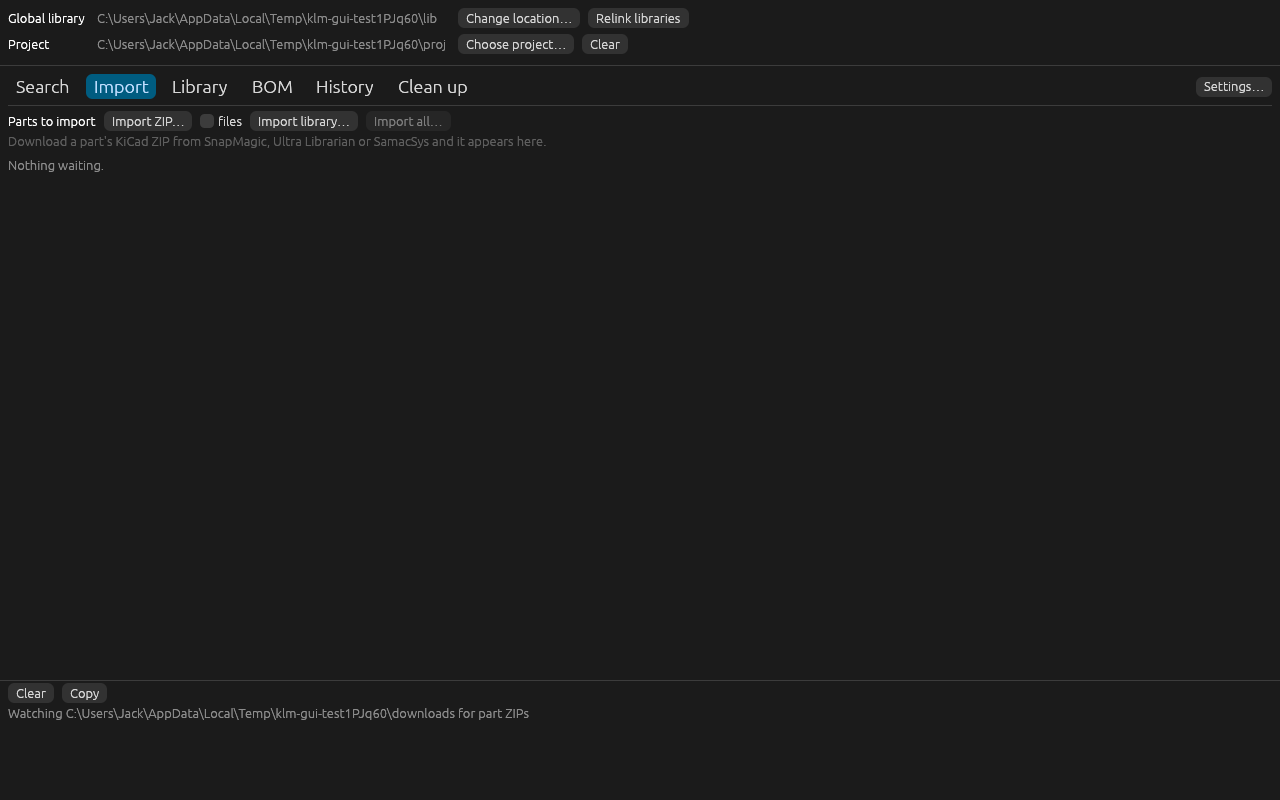 Global library C:\Users\Jack\AppData\Local\Temp\klm-gui-test1PJq60\lib Change location... Relink libraries
Project C:\Users\Jack\AppData\Local\Temp\klm-gui-test1PJq60\proj Choose project... Clear
Search Import Library BOM History Clean up Settings...
Parts to import Import ZIP... files Import library... Import all...
Download a part's KiCad ZIP from SnapMagic, Ultra Librarian or SamacSys and it appears here.
Nothing waiting.
Clear Copy
Watching C:\Users\Jack\AppData\Local\Temp\klm-gui-test1PJq60\downloads for part ZIPs